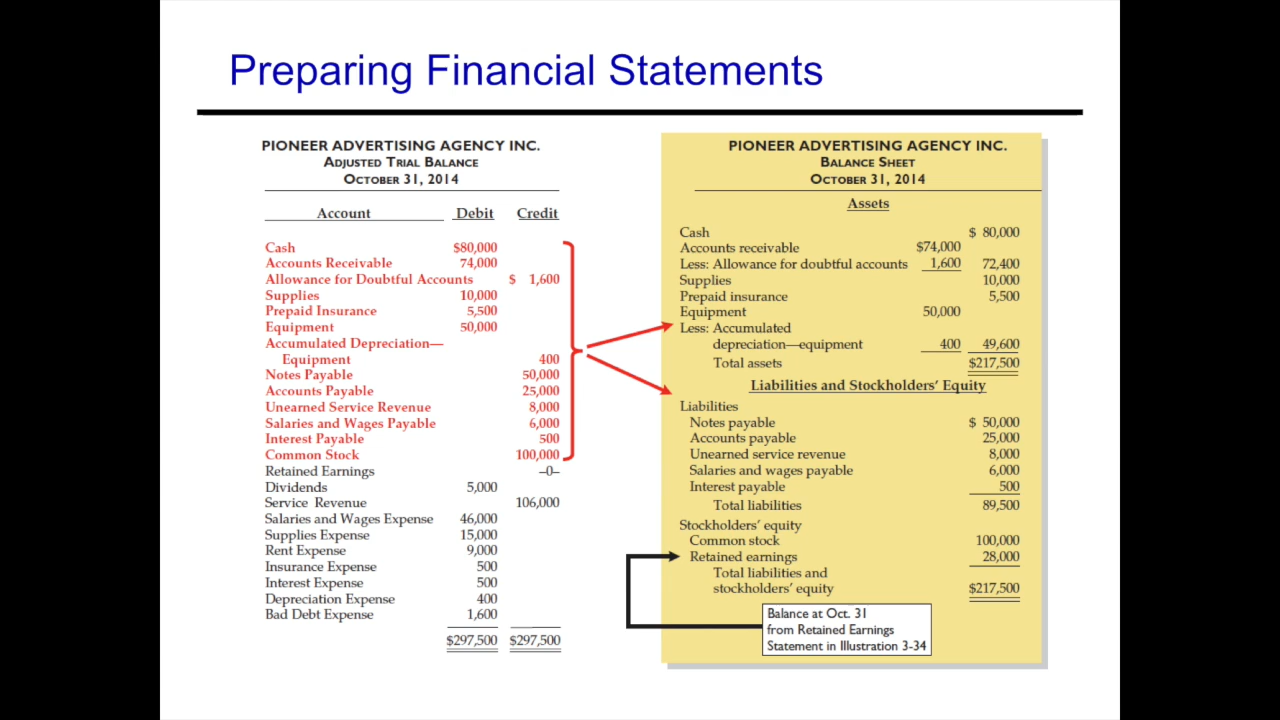 Preparing Financial Statements
PIONEER ADVERTISING AGENCY INC.
ADJUSTED TRIAL BALANCE
OCTOBER 31, 2014
Account Debit Credit
Cash $80,000
Accounts Receivable 74,000
Allowance for Doubtful Accounts $ 1,600
Supplies 10,000
Prepaid Insurance 5,500
Equipment 50,000
Accumulated Depreciation—
Equipment 400
Notes Payable 50,000
Accounts Payable 25,000
Unearned Service Revenue 8,000
Salaries and Wages Payable 6,000
Interest Payable 500
Common Stock 100,000
Retained Earnings –0–
Dividends 5,000
Service Revenue 106,000
Salaries and Wages Expense 46,000
Supplies Expense 15,000
Rent Expense 9,000
Insurance Expense 500
Interest Expense 500
Depreciation Expense 400
Bad Debt Expense 1,600
$297,500 $297,500
PIONEER ADVERTISING AGENCY INC.
BALANCE SHEET
OCTOBER 31, 2014
Assets
Cash $ 80,000
Accounts receivable $74,000
Less: Allowance for doubtful accounts 1,600 72,400
Supplies 10,000
Prepaid insurance 5,500
Equipment 50,000
Less: Accumulated
depreciation—equipment 400 49,600
Total assets $217,500
Liabilities and Stockholders' Equity
Liabilities
Notes payable $ 50,000
Accounts payable 25,000
Unearned service revenue 8,000
Salaries and wages payable 6,000
Interest payable 500
Total liabilities 89,500
Stockholders' equity
Common stock 100,000
Retained earnings 28,000
Total liabilities and
stockholders' equity $217,500
Balance at Oct. 31
from Retained Earnings
Statement in Illustration 3-34